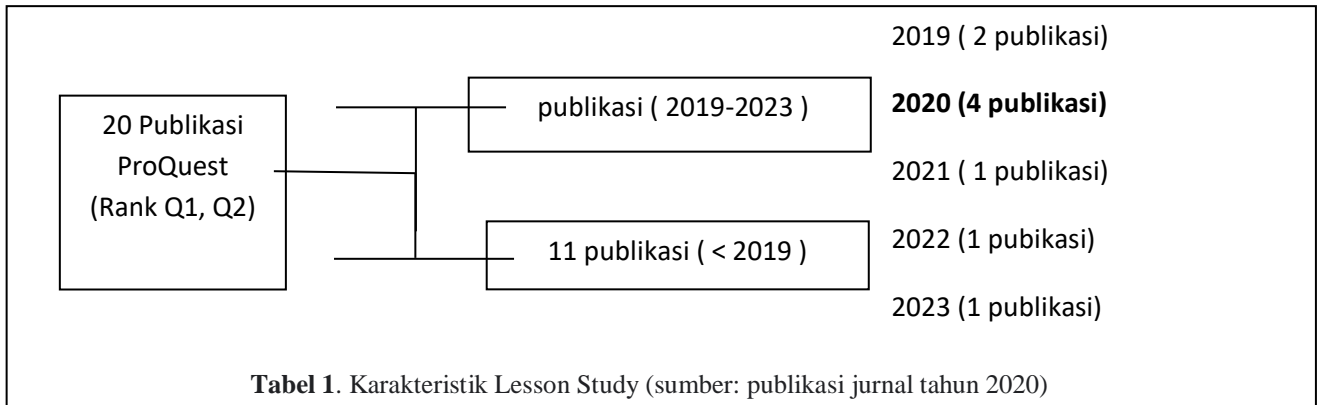 20 Publikasi
ProQuest
(Rank Q1, Q2)
publikasi ( 2019-2023 )
11 publikasi ( < 2019 )
2019 ( 2 publikasi)
2020 (4 publikasi)
2021 ( 1 publikasi)
2022 (1 pubikasi)
2023 (1 publikasi)
Tabel 1. Karakteristik Lesson Study (sumber: publikasi jurnal tahun 2020)